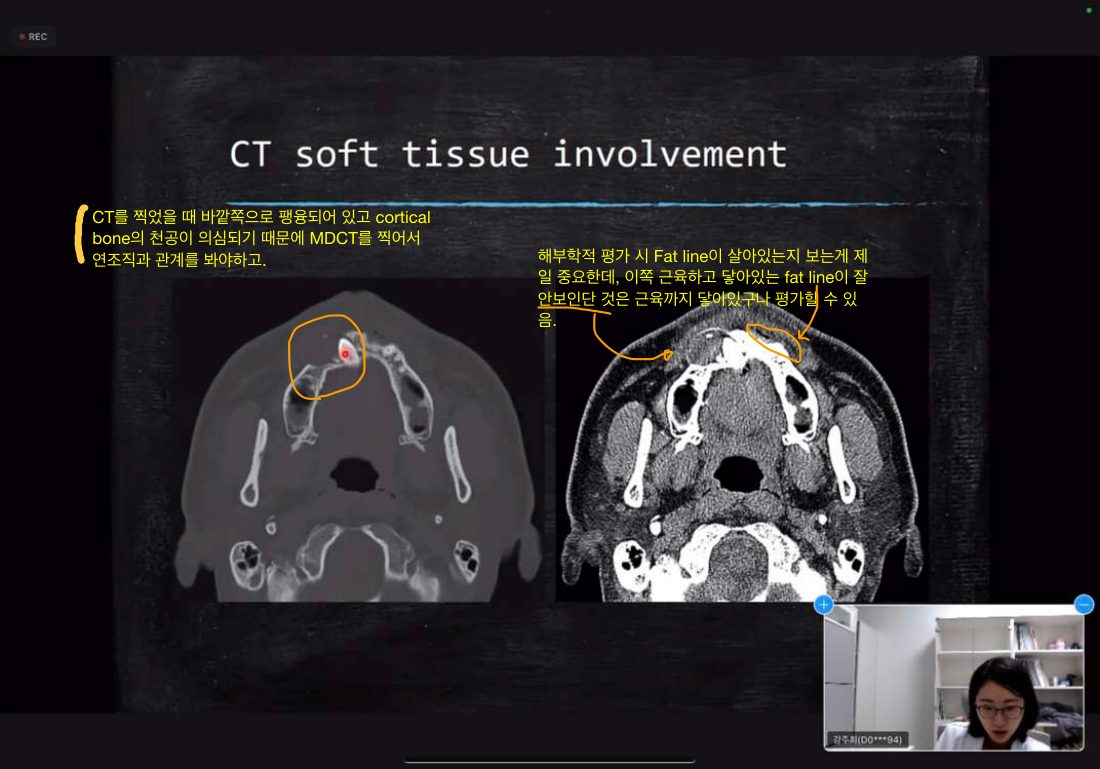 REC
CT soft tissue involvement
CT를 찍었을 때 바깥쪽으로 팽융되어 있고 cortical
bone의 천공이 의심되기 때문에 MDCT를 찍어서
연조직과 관계를 봐야하고.
해부학적 평가 시 Fat line이 살아있는지 보는게 제
일 중요한데, 이쪽 근육하고 닿아있는 fat line이 잘
안보인단 것은 근육까지 닿아있구나 평가할 수 있
음.
강주희(D0***94)